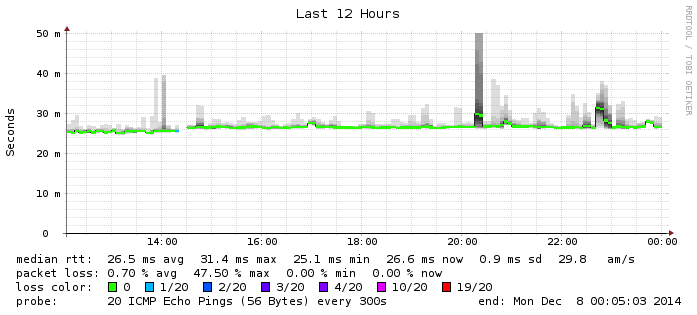 Last 12 Hours
RRDTOOL / TOBI OETIKER
Seconds
50 m
40 m
30 m
20 m
10 m
0
14:00 16:00 18:00 20:00 22:00 00:00
median rtt: 26.5 ms avg 31.4 ms max 25.1 ms min 26.6 ms now 0.9 ms sd 29.8 am/s
packet loss: 0.70 % avg 47.50 % max 0.00 % min 0.00 % now
loss color: 0 1/20 2/20 3/20 4/20 10/20 19/20
probe: 20 ICMP Echo Pings (56 Bytes) every 300s end: Mon Dec 8 00:05:03 2014